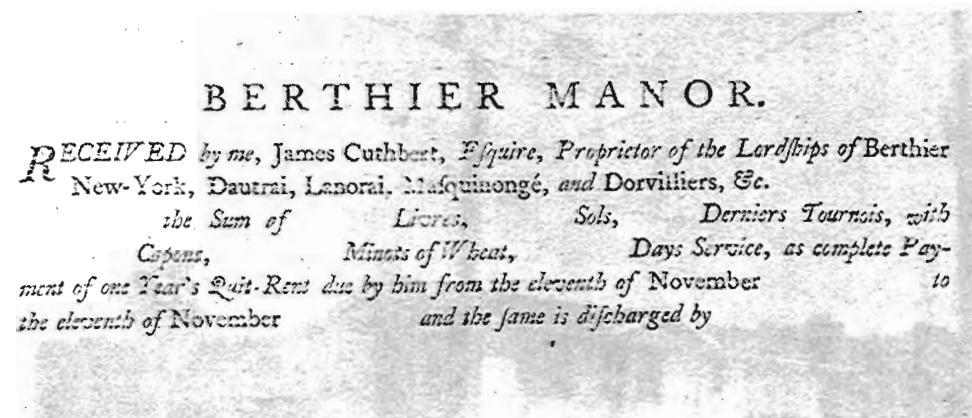 BERTHIER MANOR.
RECEIVED by me, James Cuthbert, Eſquire, Proprietor of the Lordſhips of Berthier
New-York, Dautrai, Lanorai, Maſquinongé, and Dorvilliers, &c.
the Sum of Livres, Sols, Derniers Tournois, with
Capons, Minots of Wheat, Days Service, as complete Pay-
ment of one Year's Quit-Rent due by him from the eleventh of November to
the eleventh of November and the ſame is diſcharged by